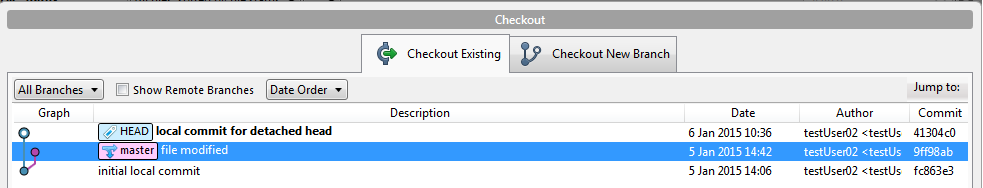 Checkout
Checkout Existing Checkout New Branch
All Branches Show Remote Branches Date Order Jump to:
Graph Description Date Author Commit
HEAD local commit for detached head 6 Jan 2015 10:36 testUser02 <testUs 41304c0
master file modified 5 Jan 2015 14:42 testUser02 <testUs 9ff98ab
initial local commit 5 Jan 2015 14:06 testUser02 <testUs fc863e3